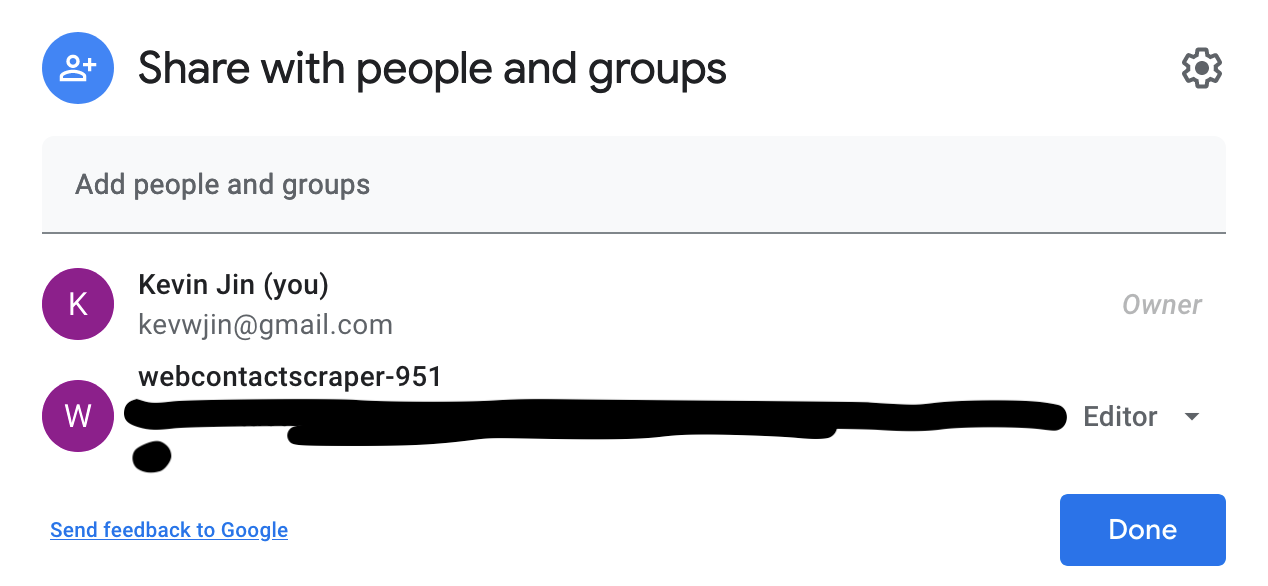 Share with people and groups
Add people and groups
K
Kevin Jin (you)
kevwjin@gmail.com
Owner
W
webcontactscraper-951
Editor
Send feedback to Google
Done